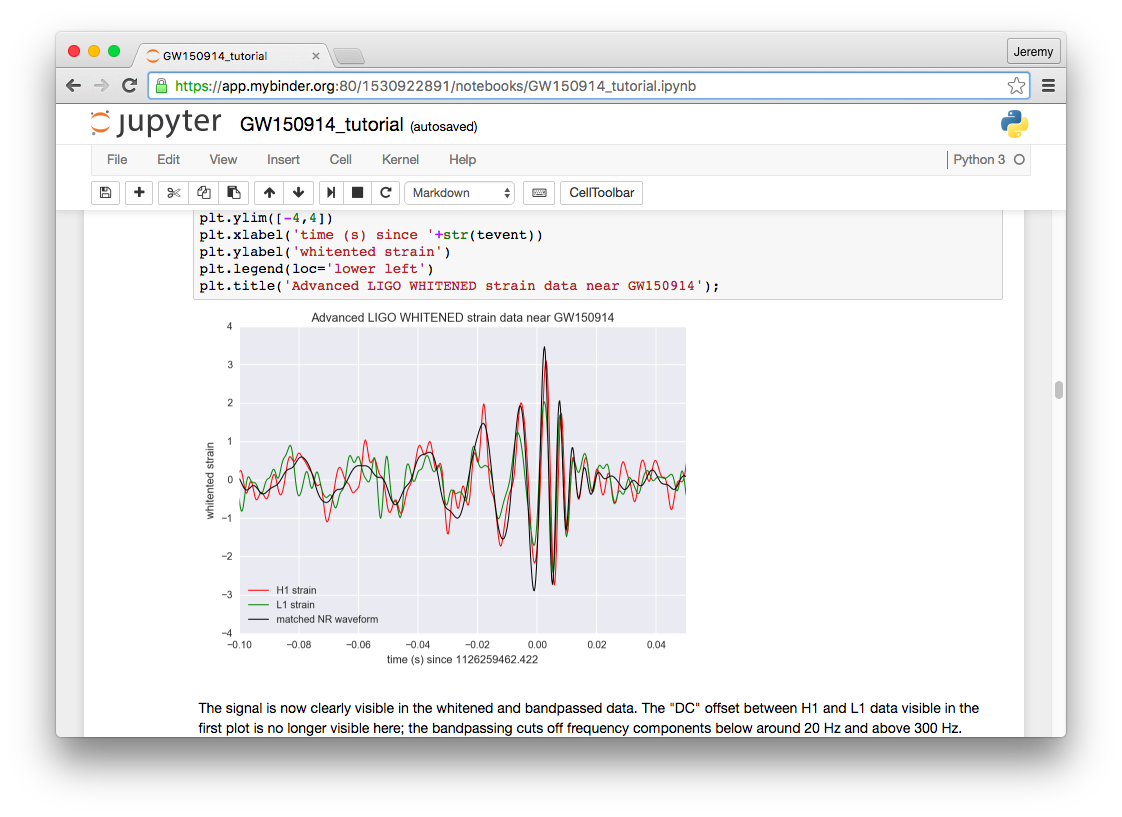 GW150914_tutorial
Jeremy
https://app.mybinder.org:80/1530922891/notebooks/GW150914_tutorial.ipynb
jupyter GW150914_tutorial (autosaved)
File Edit View Insert Cell Kernel Help Python 3
Markdown CellToolbar
plt.ylim([-4,4])
plt.xlabel('time (s) since '+str(tevent))
plt.ylabel('whitented strain')
plt.legend(loc='lower left')
plt.title('Advanced LIGO WHITENED strain data near GW150914');
Advanced LIGO WHITENED strain data near GW150914
4
3
2
1
0
−1
−2
−3
−4
whitented strain
H1 strain
L1 strain
matched NR waveform
−0.10 −0.08 −0.06 −0.04 −0.02 0.00 0.02 0.04
time (s) since 1126259462.422
The signal is now clearly visible in the whitened and bandpassed data. The "DC" offset between H1 and L1 data visible in the
first plot is no longer visible here; the bandpassing cuts off frequency components below around 20 Hz and above 300 Hz.